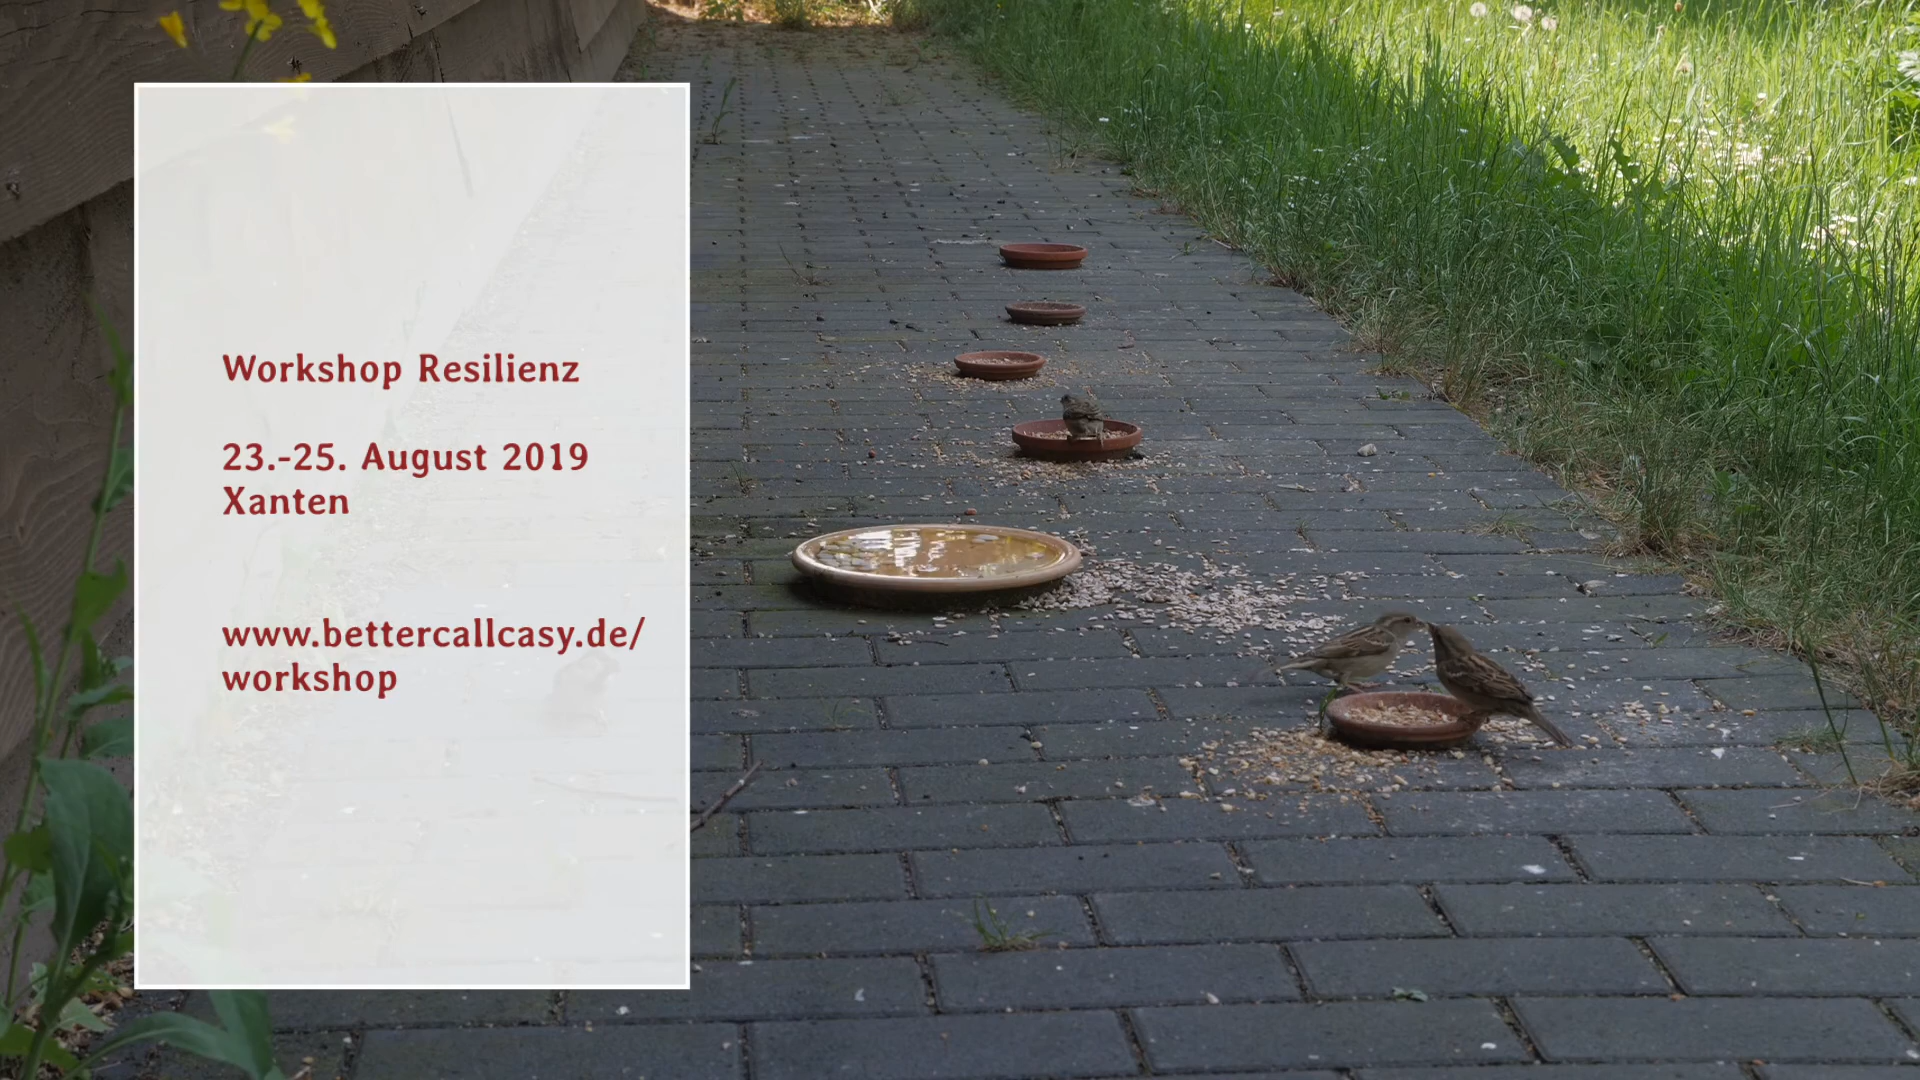 Workshop Resilienz
23.-25. August 2019
Xanten
www.bettercallcasy.de/
workshop